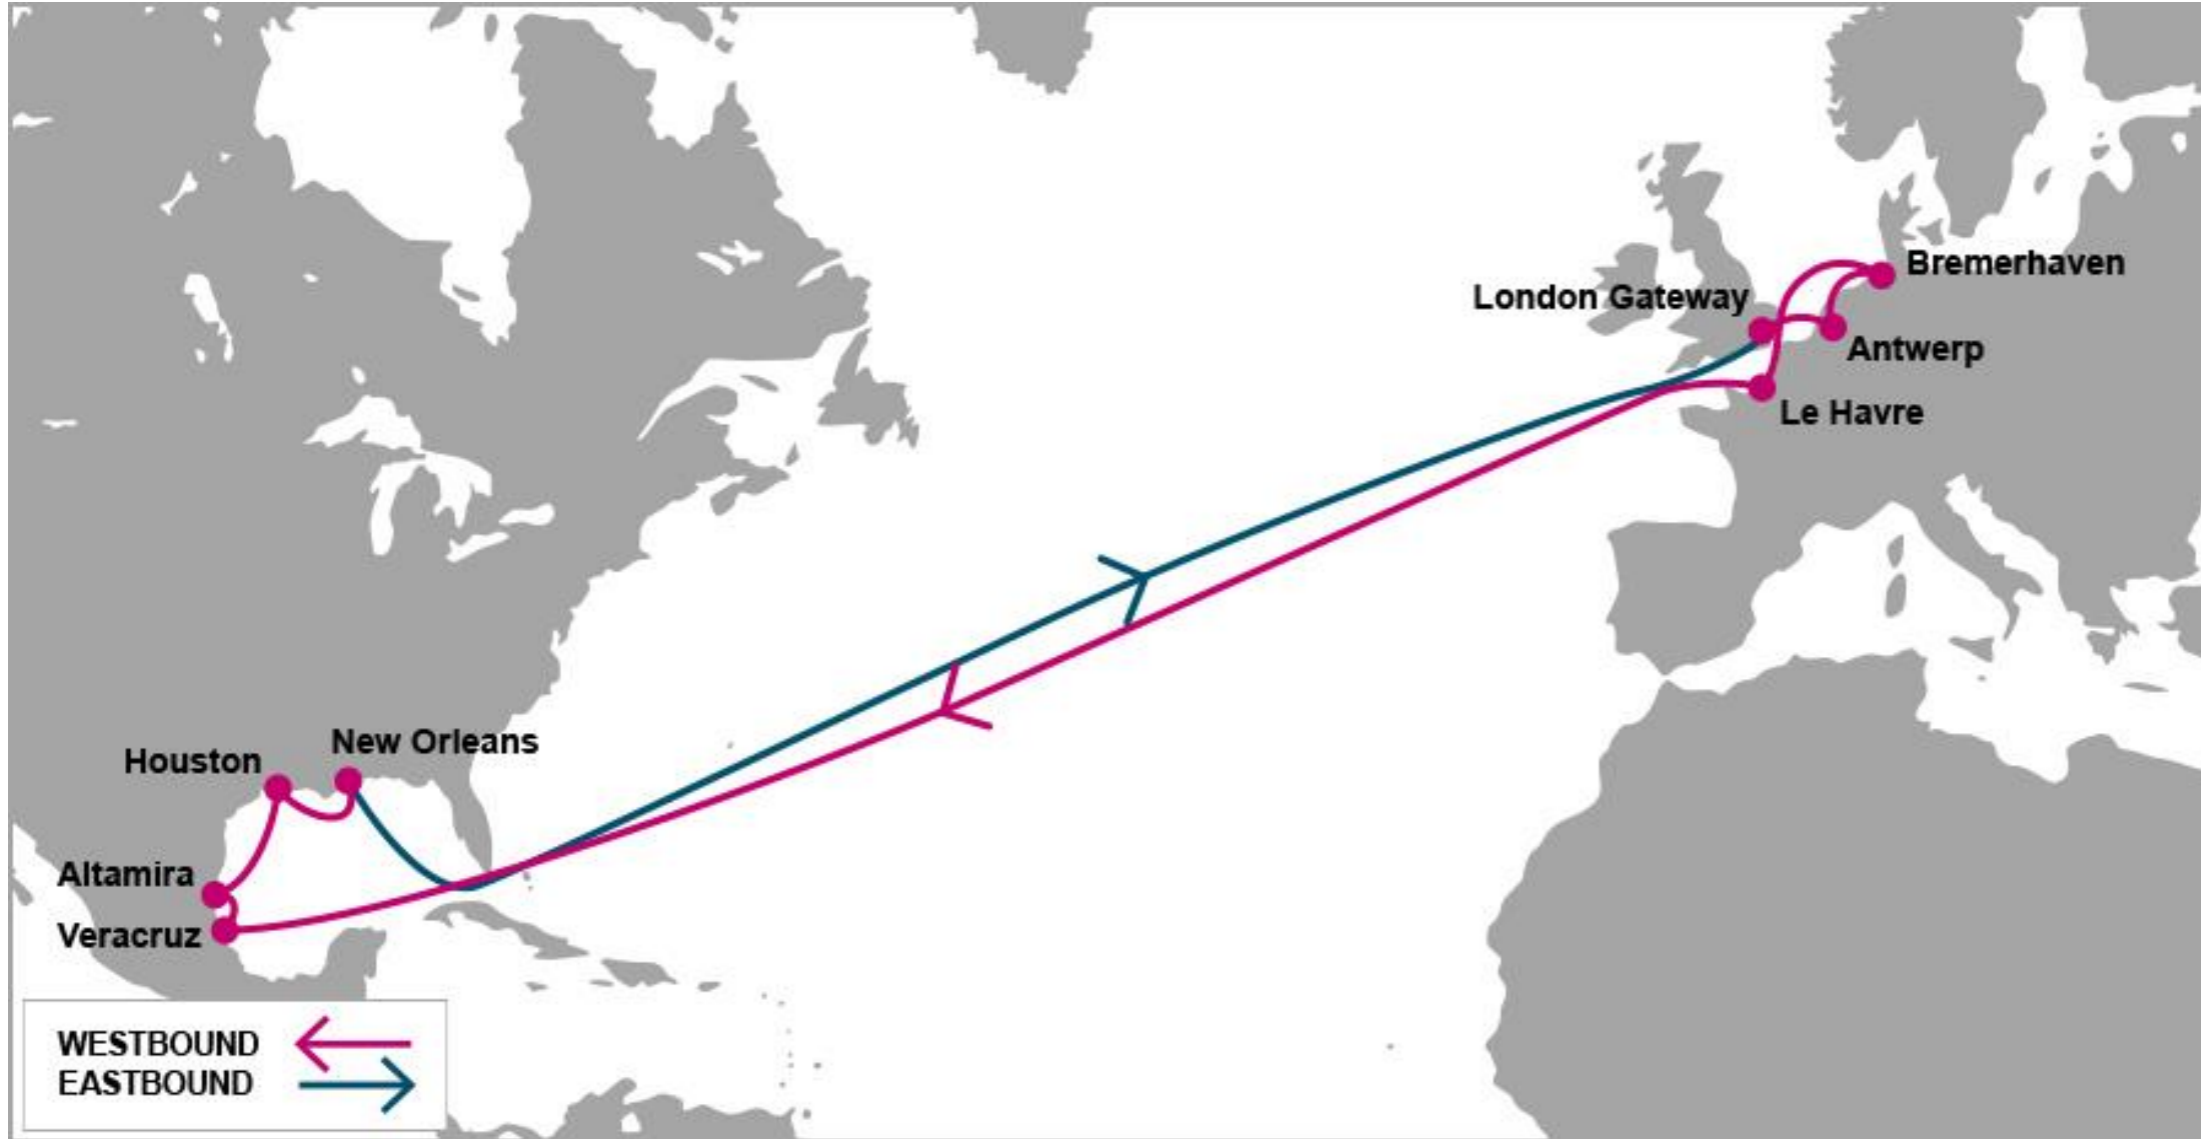 Bremerhaven
London Gateway
Antwerp
Le Havre
New Orleans
Houston
Altamira
Veracruz
WESTBOUND
EASTBOUND